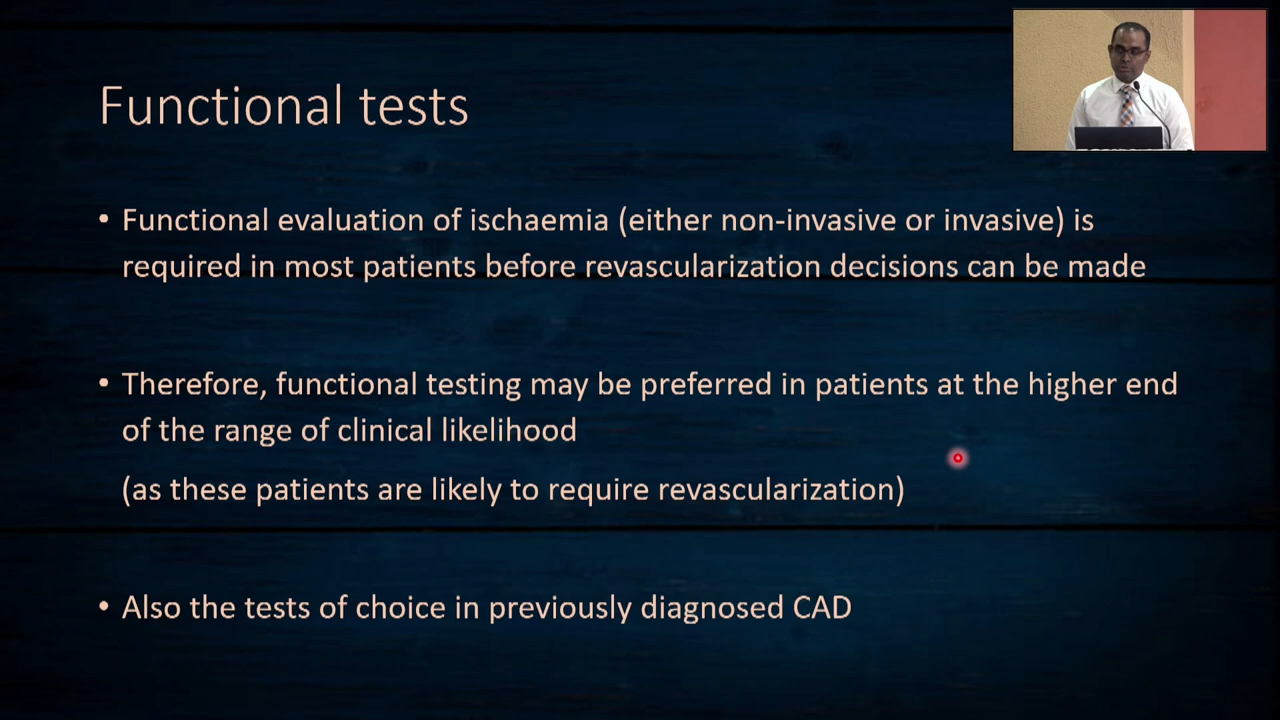 Functional tests
• Functional evaluation of ischaemia (either non-invasive or invasive) is
required in most patients before revascularization decisions can be made
• Therefore, functional testing may be preferred in patients at the higher end
of the range of clinical likelihood
(as these patients are likely to require revascularization)
• Also the tests of choice in previously diagnosed CAD